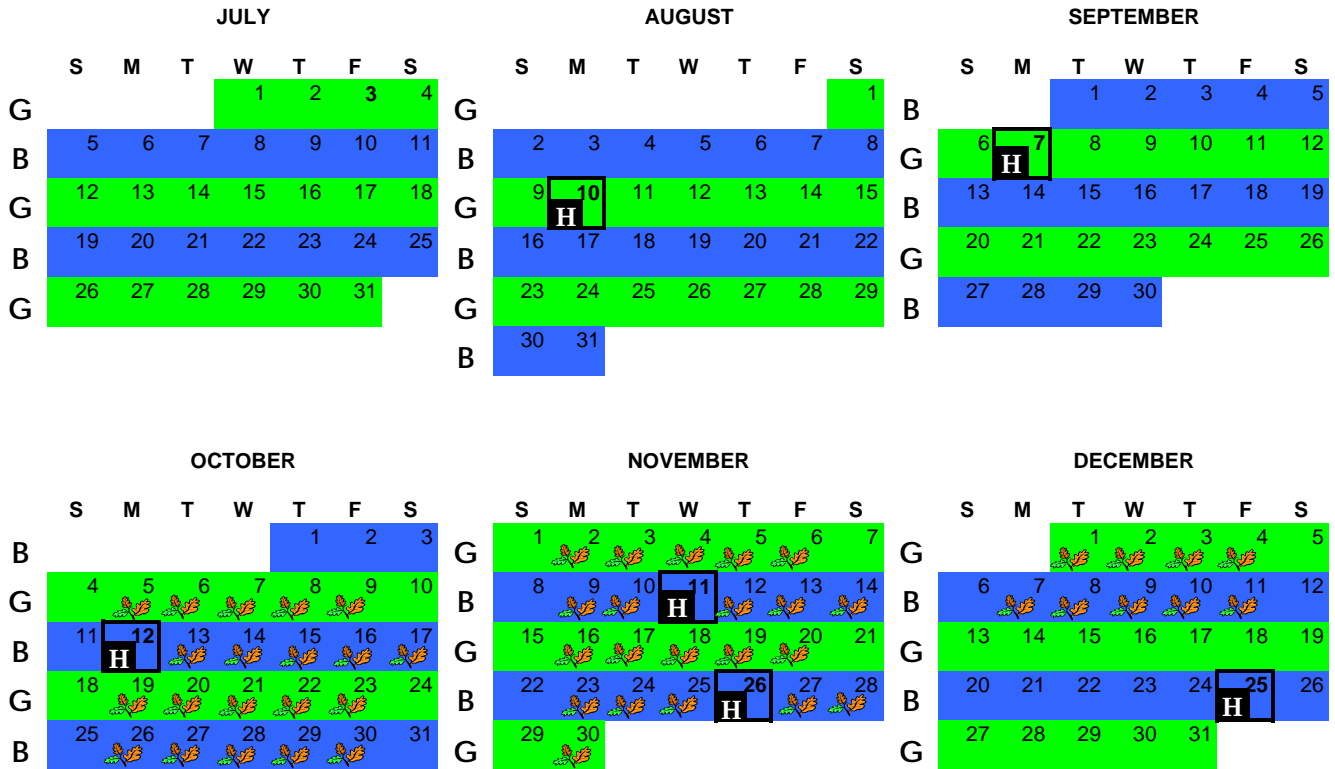 JULY
S M T W T F S
G 1 2 3 4
B 5 6 7 8 9 10 11
G 12 13 14 15 16 17 18
B 19 20 21 22 23 24 25
G 26 27 28 29 30 31
AUGUST
S M T W T F S
G 1
B 2 3 4 5 6 7 8
G 9 10 H 11 12 13 14 15
B 16 17 18 19 20 21 22
G 23 24 25 26 27 28 29
B 30 31
SEPTEMBER
S M T W T F S
B 1 2 3 4 5
G 6 7 H 8 9 10 11 12
B 13 14 15 16 17 18 19
G 20 21 22 23 24 25 26
B 27 28 29 30
OCTOBER
S M T W T F S
B 1 2 3
G 4 5 6 7 8 9 10
B 11 12 H 13 14 15 16 17
G 18 19 20 21 22 23 24
B 25 26 27 28 29 30 31
NOVEMBER
S M T W T F S
G 1 2 3 4 5 6 7
B 8 9 10 11 H 12 13 14
G 15 16 17 18 19 20 21
B 22 23 24 25 26 H 27 28
G 29 30
DECEMBER
S M T W T F S
G 1 2 3 4 5
B 6 7 8 9 10 11 12
G 13 14 15 16 17 18 19
B 20 21 22 23 24 25 H 26
G 27 28 29 30 31